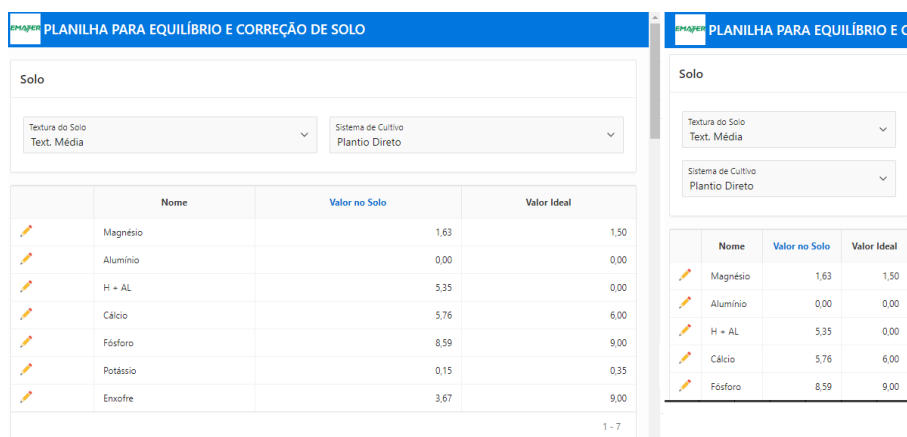 EMATER PLANILHA PARA EQUILÍBRIO E CORREÇÃO DE SOLO
Solo
Textura do Solo
Text. Média
Sistema de Cultivo
Plantio Direto
Nome Valor no Solo Valor Ideal
Magnésio 1,63 1,50
Alumínio 0,00 0,00
H + AL 5,35 0,00
Cálcio 5,76 6,00
Fósforo 8,59 9,00
Potássio 0,15 0,35
Enxofre 3,67 9,00
1 - 7
EMATER PLANILHA PARA EQUILÍBRIO E C
Solo
Textura do Solo
Text. Média
Sistema de Cultivo
Plantio Direto
Nome Valor no Solo Valor Ideal
Magnésio 1,63 1,50
Alumínio 0,00 0,00
H + AL 5,35 0,00
Cálcio 5,76 6,00
Fósforo 8,59 9,00